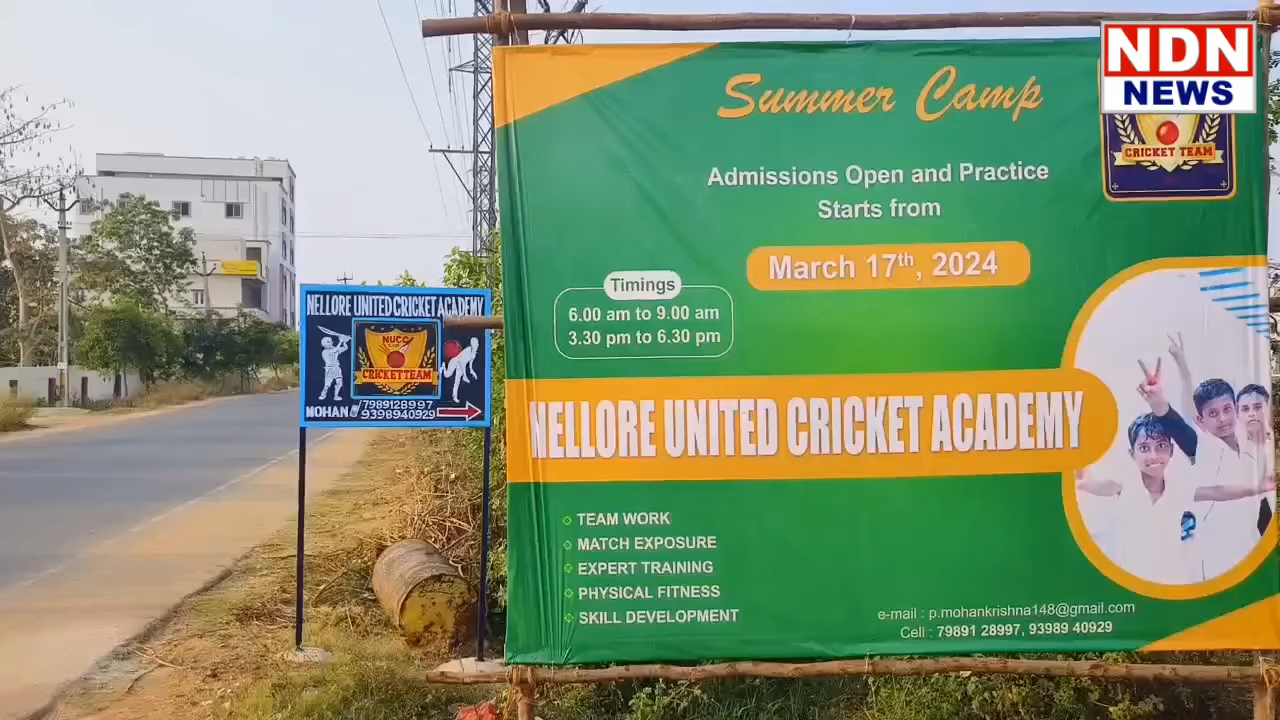 NDN
NEWS
Summer Camp
CRICKET TEAM
Admissions Open and Practice
Starts from
March 17th, 2024
Timings
6.00 am to 9.00 am
3.30 pm to 6.30 pm
NELLORE UNITED CRICKET ACADEMY
TEAM WORK
MATCH EXPOSURE
EXPERT TRAINING
PHYSICAL FITNESS
SKILL DEVELOPMENT
e-mail : p.mohankrishna148@gmail.com
Cell : 79891 28997, 93989 40929
NELLORE UNITED CRICKET ACADEMY
NUCC
CRICKET TEAM
MOHAN 7989128997
9398940929